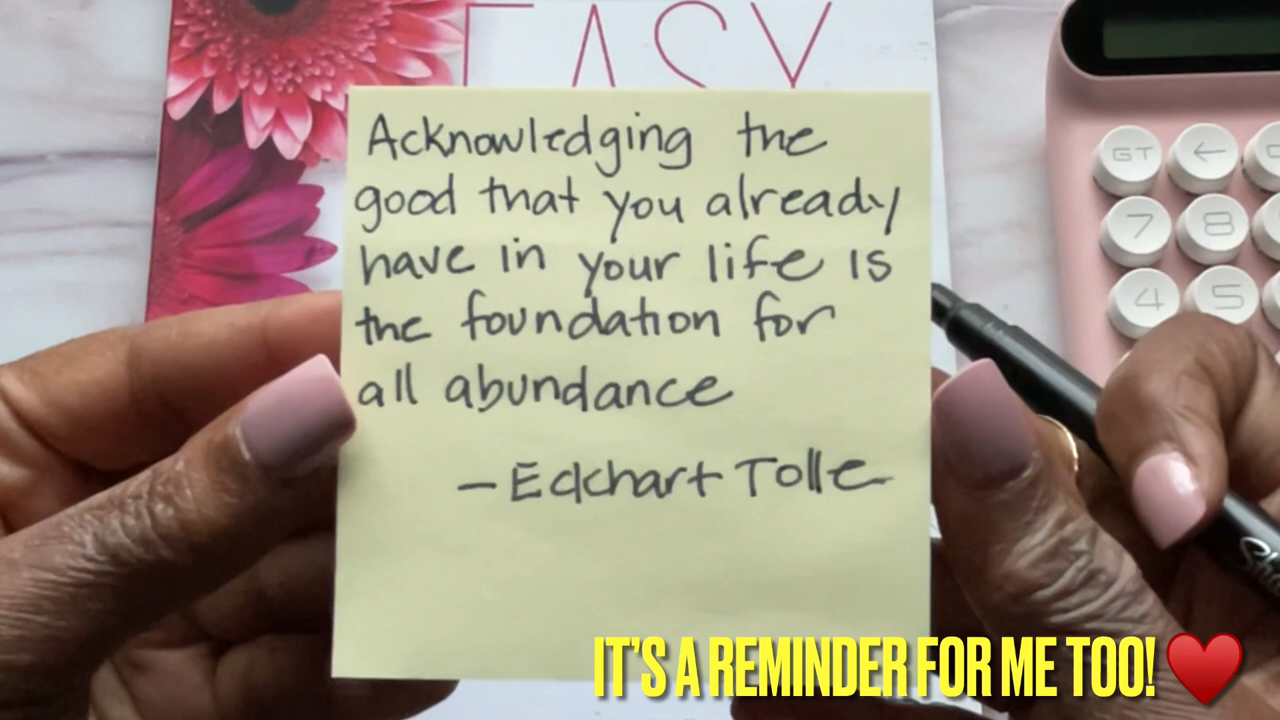 EASY
Acknowledging the
good that you already
have in your life is
the foundation for
all abundance
- Eckhart Tolle
GT ←
7 8
4 5
IT'S A REMINDER FOR ME TOO! ❤️